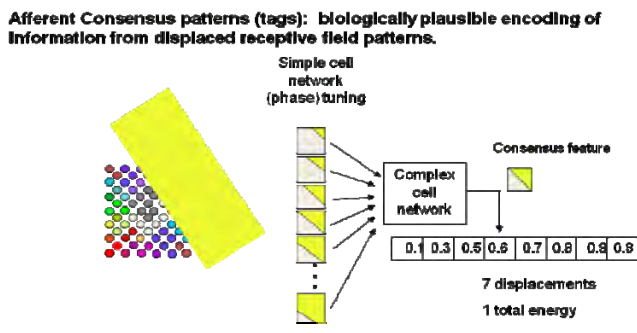 Afferent Consensus patterns (tags): biologically plausible encoding of
information from displaced receptive field patterns.
Simple cell
network
(phase) tuning
Consensus feature
Complex
cell
network
0.1 0.3 0.5 0.6 0.7 0.8 0.9 0.9
7 displacements
1 total energy